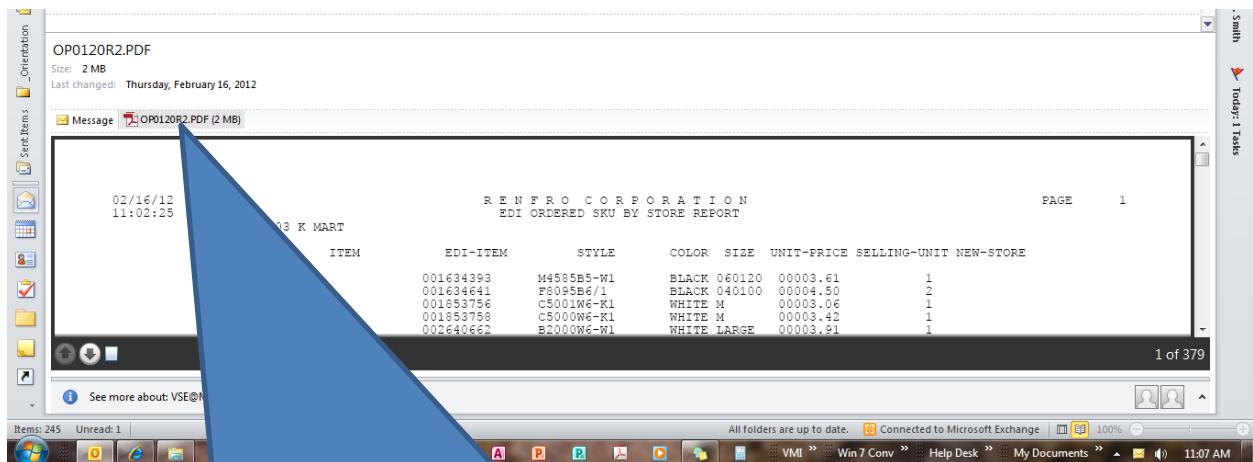 _Orientation
Sent Items
OP0120R2.PDF
Size: 2 MB
Last changed: Thursday, February 16, 2012
Message OP0120R2.PDF (2 MB)
02/16/12 R E N F R O C O R P O R A T I O N PAGE 1
11:02:25 EDI ORDERED SKU BY STORE REPORT
K MART
ITEM EDI-ITEM STYLE COLOR SIZE UNIT-PRICE SELLING-UNIT NEW-STORE
001634393 M4585B5-W1 BLACK 060120 00003.61 1
001634641 F8095B6/1 BLACK 040100 00004.50 2
001853756 C5001W6-K1 WHITE M 00003.06 1
001853758 C5000W6-K1 WHITE M 00003.42 1
002640662 B2000W6-W1 WHITE LARGE 00003.91 1
1 of 379
See more about: VSE@
Smith
Today: 1 Tasks
Items: 245 Unread: 1 All folders are up to date. Connected to Microsoft Exchange 100%
VMI Win 7 Conv Help Desk My Documents 11:07 AM